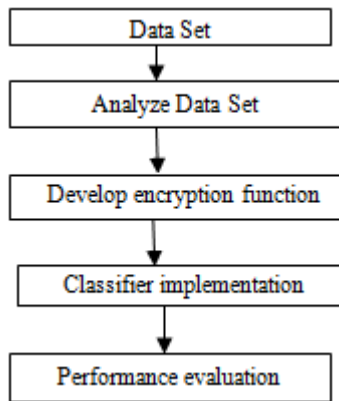 Data Set
Analyze Data Set
Develop encryption function
Classifier implementation
Performance evaluation